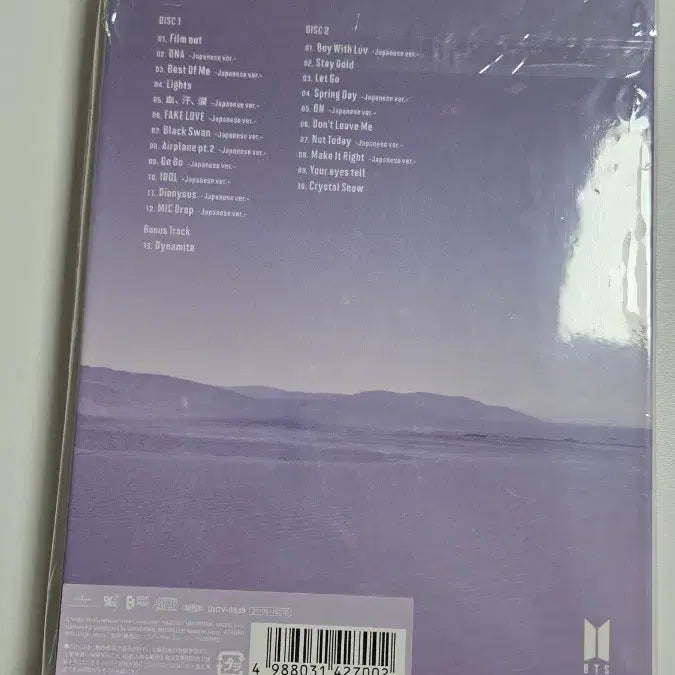 DISC 1
01. Film out
02. DNA -Japanese ver.-
03. Best Of Me -Japanese ver.-
04. Lights
05. 血、汗、涙 -Japanese ver.-
06. FAKE LOVE -Japanese ver.-
07. Black Swan -Japanese ver.-
08. Airplane pt.2 -Japanese ver.-
09. Go Go -Japanese ver.-
10. IDOL -Japanese ver.-
11. Dionysus -Japanese ver.-
12. MIC Drop -Japanese ver.-
Bonus Track
13. Dynamite
DISC 2
01. Boy With Luv -Japanese ver.-
02. Stay Gold
03. Let Go
04. Spring Day -Japanese ver.-
05. ON -Japanese ver.-
06. Don't Leave Me
07. Not Today -Japanese ver.-
08. Make It Right -Japanese ver.-
09. Your eyes tell
10. Crystal Snow
4 988031 427002
BTS